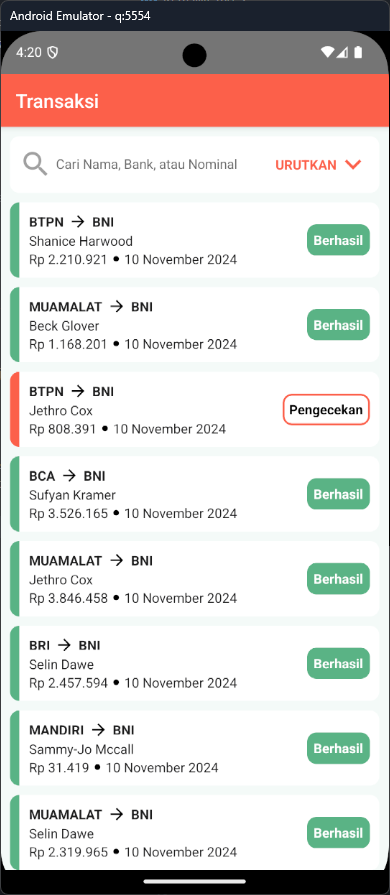 Android Emulator - q:5554
4:20
Transaksi
Cari Nama, Bank, atau Nominal URUTKAN
BTPN → BNI
Shanice Harwood
Berhasil
Rp 2.210.921 ● 10 November 2024
MUAMALAT → BNI
Beck Glover
Berhasil
Rp 1.168.201 ● 10 November 2024
BTPN → BNI
Jethro Cox
Pengecekan
Rp 808.391 ● 10 November 2024
BCA → BNI
Sufyan Kramer
Berhasil
Rp 3.526.165 ● 10 November 2024
MUAMALAT → BNI
Jethro Cox
Berhasil
Rp 3.846.458 ● 10 November 2024
BRI → BNI
Selin Dawe
Berhasil
Rp 2.457.594 ● 10 November 2024
MANDIRI → BNI
Sammy-Jo Mccall
Berhasil
Rp 31.419 ● 10 November 2024
MUAMALAT → BNI
Selin Dawe
Berhasil
Rp 2.319.965 ● 10 November 2024